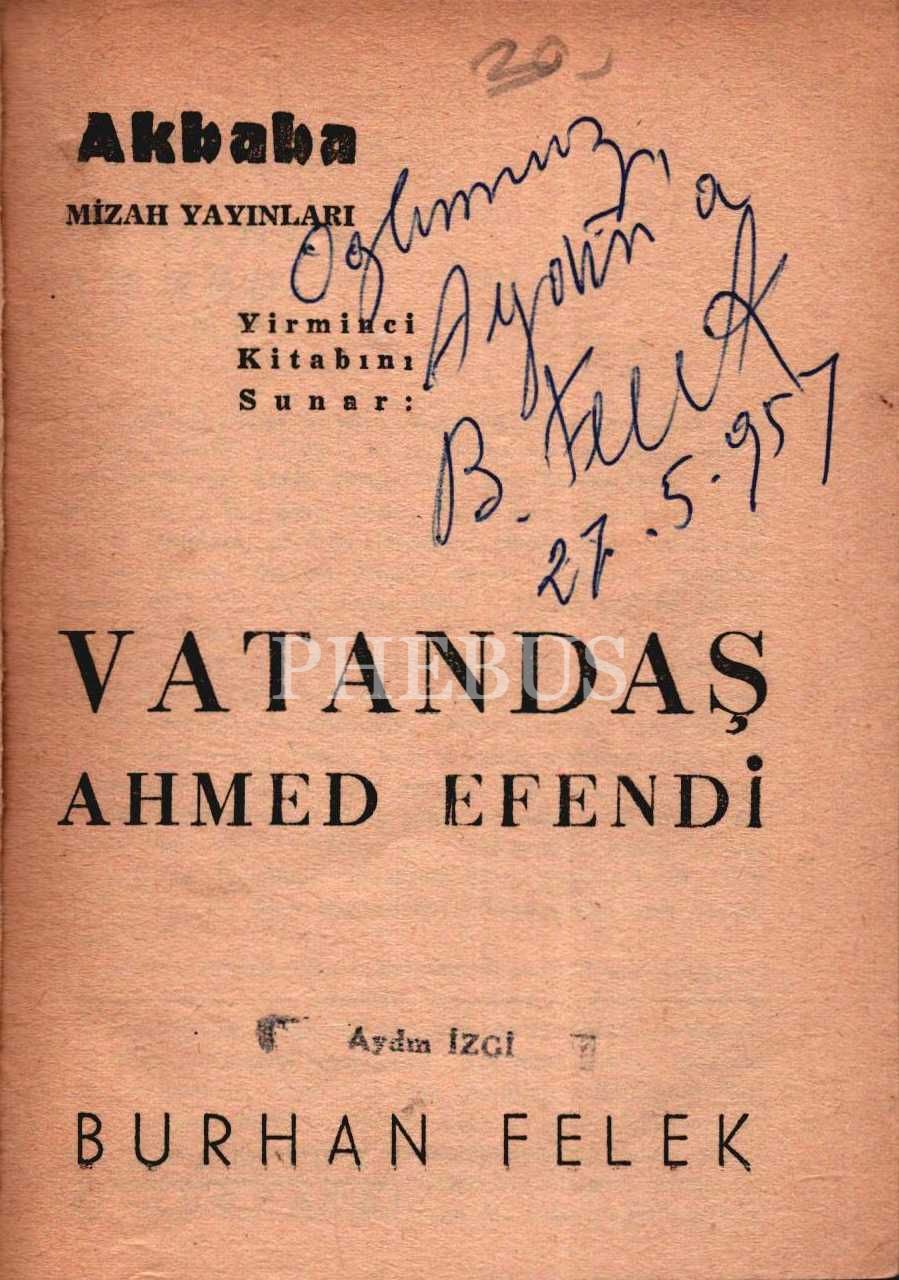 20.
Akbaba
MİZAH YAYINLARI
Oğlumuz
Aydın'a
B. Felek
27.5.957
Yirminci
Kitabını
Sunar:
VATANDAŞ
PHEBUS
AHMED EFENDİ
Aydın İZGİ
BURHAN FELEK